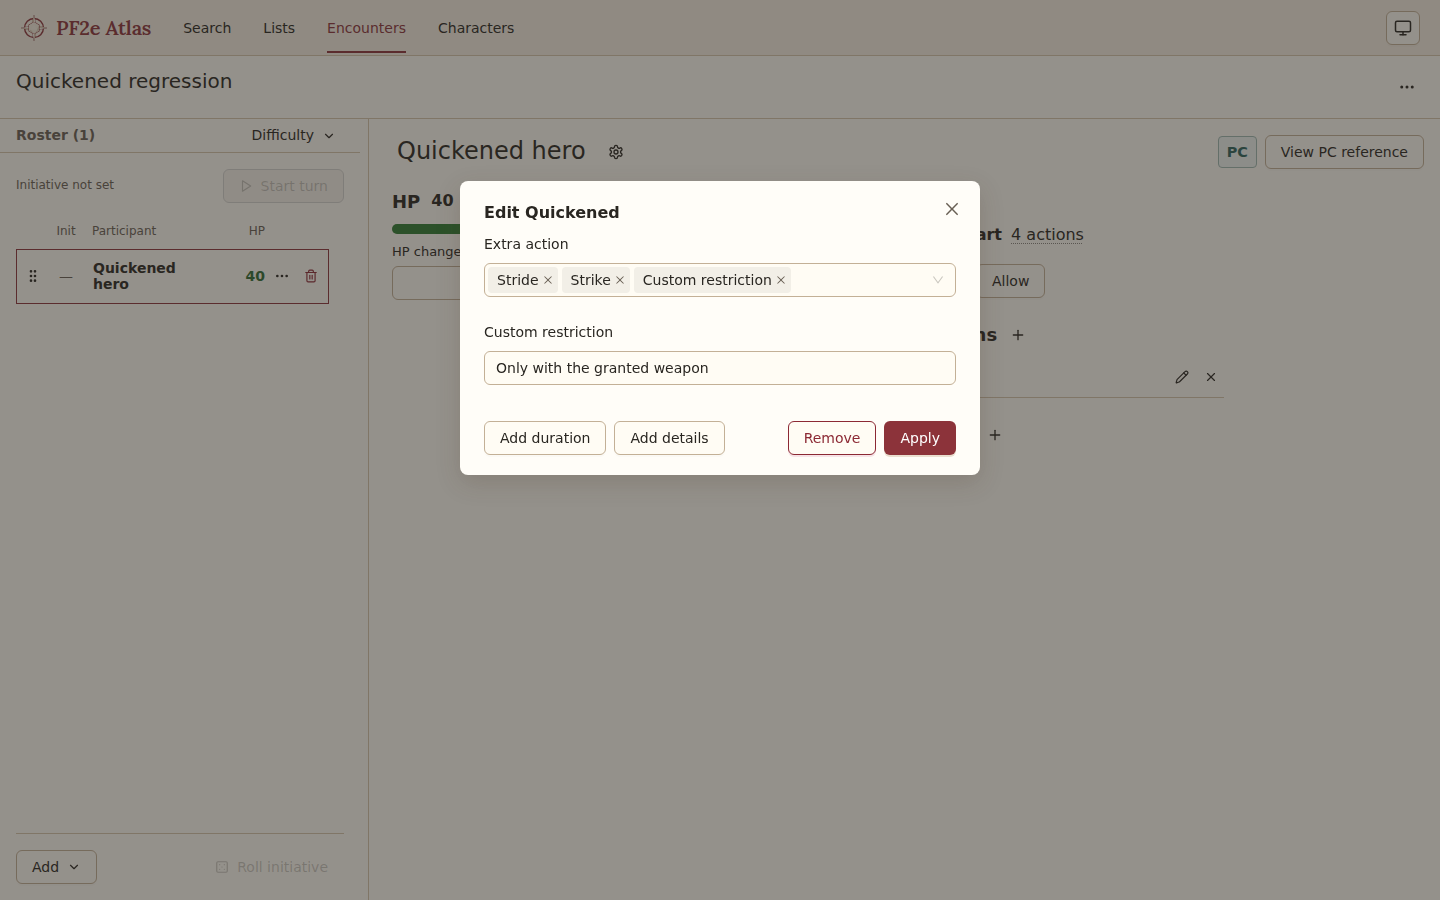 PF2e Atlas
Search
Lists
Encounters
Characters
Quickened regression
Roster (1)
Difficulty
Initiative not set
Start turn
Init
Participant
HP
—
Quickened
hero
40
Add
Roll initiative
Quickened hero
PC
View PC reference
HP 40
4 actions
HP change
Allow
Edit Quickened
Extra action
Stride
Strike
Custom restriction
Custom restriction
Only with the granted weapon
Add duration
Add details
Remove
Apply